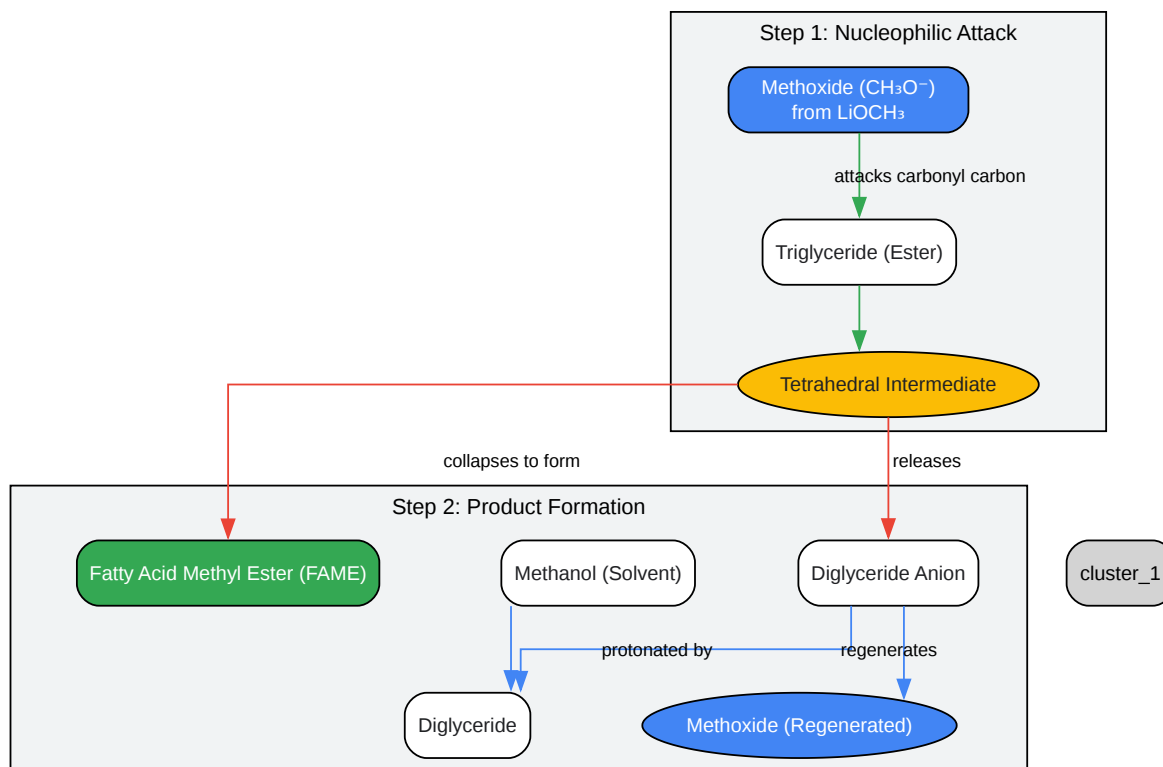 Step 1: Nucleophilic Attack
Methoxide (CH₃O⁻)
from LiOCH₃
attacks carbonyl carbon
Triglyceride (Ester)
Tetrahedral Intermediate
collapses to form
releases
Step 2: Product Formation
Fatty Acid Methyl Ester (FAME)
Methanol (Solvent)
Diglyceride Anion
cluster_1
protonated by
regenerates
Diglyceride
Methoxide (Regenerated)